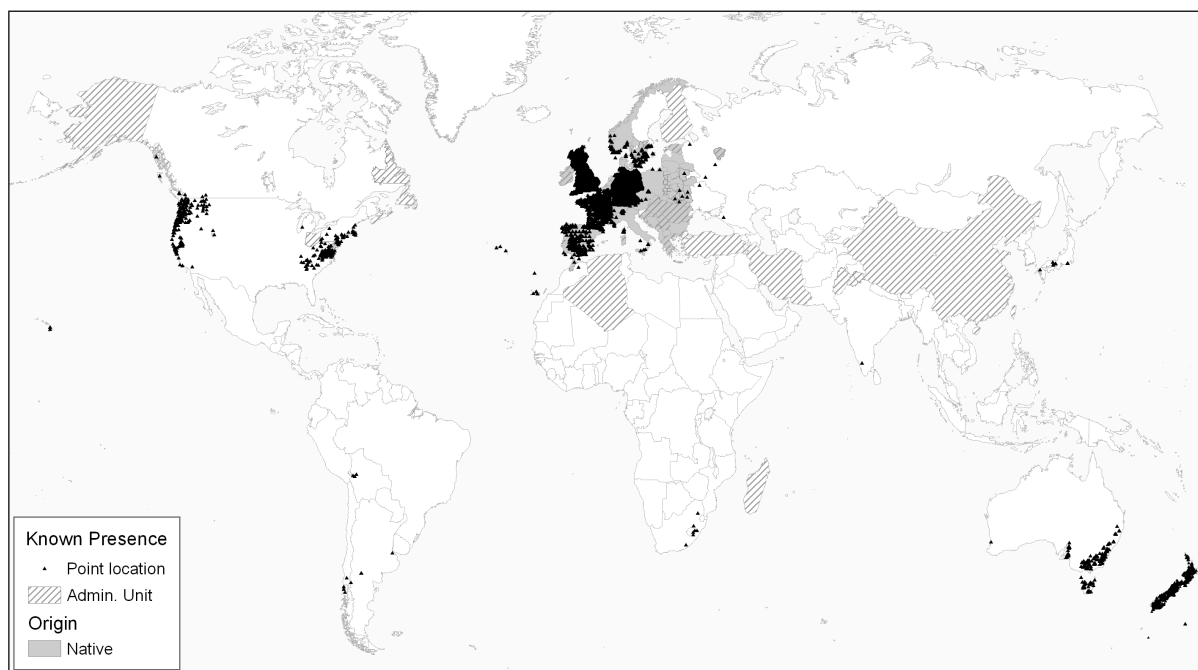 Known Presence
Point location
Admin. Unit
Origin
Native